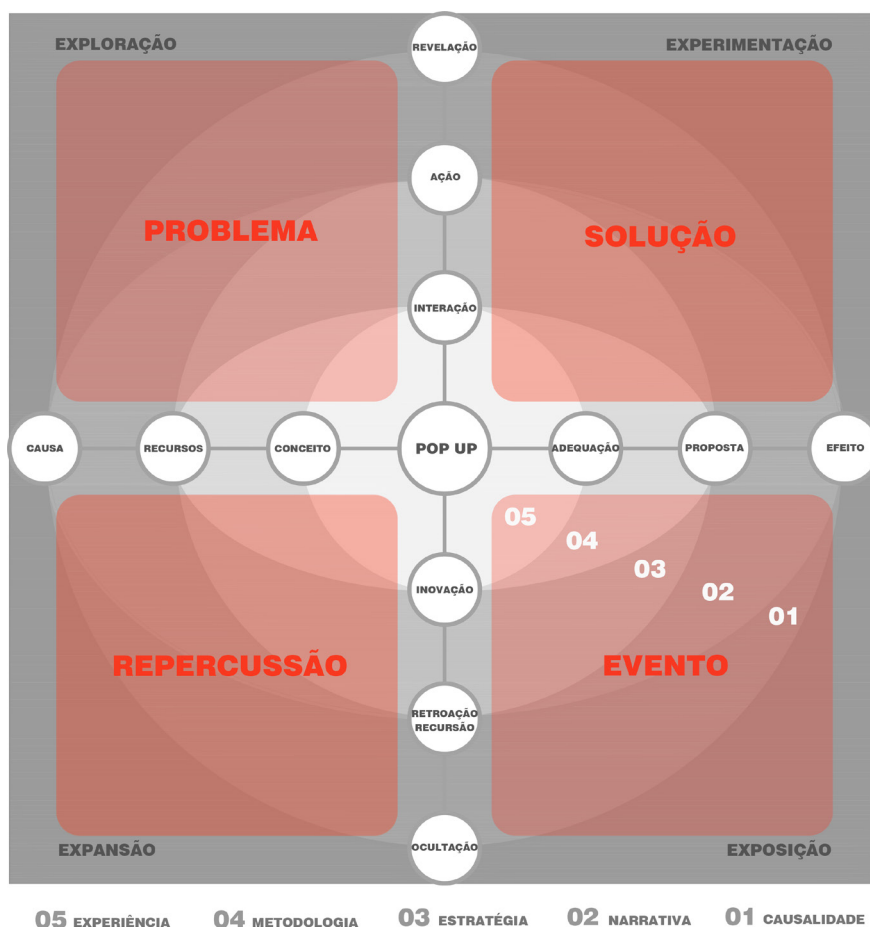 EXPLORAÇÃO
REVELAÇÃO
EXPERIMENTAÇÃO
AÇÃO
PROBLEMA
SOLUÇÃO
INTERAÇÃO
CAUSA
RECURSOS
CONCEITO
POP UP
ADEQUAÇÃO
PROPOSTA
EFEITO
05
04
03
02
01
INOVAÇÃO
REPERCUSSÃO
EVENTO
RETROAÇÃO
RECURSÃO
EXPANSÃO
OCULTAÇÃO
EXPOSIÇÃO
05 EXPERIÊNCIA
04 METODOLOGIA
03 ESTRATÉGIA
02 NARRATIVA
01 CAUSALIDADE